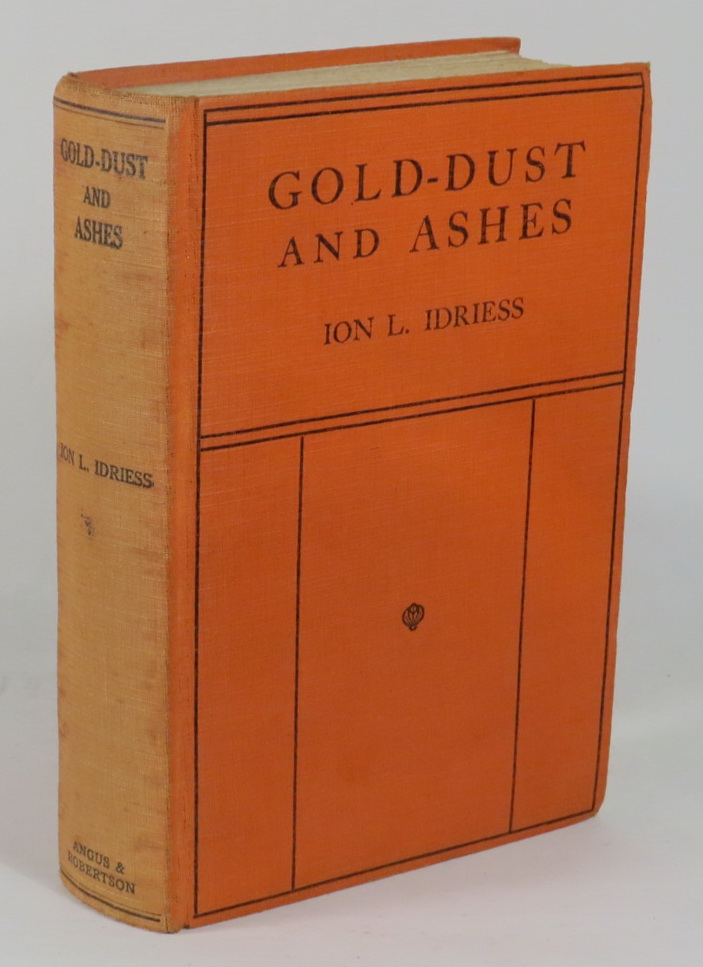 GOLD-DUST
AND
ASHES
ION L. IDRIESS
ANGUS &
ROBERTSON
GOLD-DUST
AND ASHES
ION L. IDRIESS